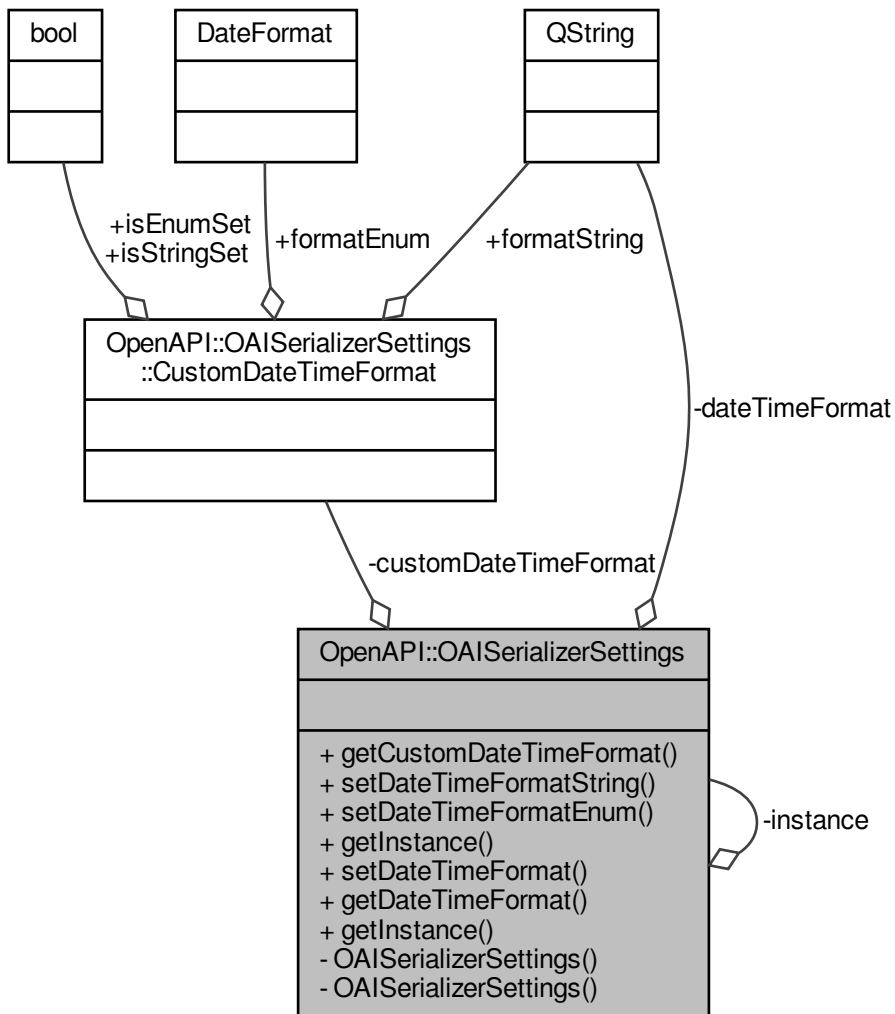 bool
DateFormat
QString
+isEnumSet
+isStringSet
+formatEnum
+formatString
OpenAPI::OAISerializerSettings
::CustomDateTimeFormat
-dateTimeFormat
-customDateTimeFormat
OpenAPI::OAISerializerSettings
+ getCustomDateTimeFormat()
+ setDateTimeFormatString()
+ setDateTimeFormatEnum()
+ getInstance()
+ setDateTimeFormat()
+ getDateTimeFormat()
+ getInstance()
- OAISerializerSettings()
- OAISerializerSettings()
-instance